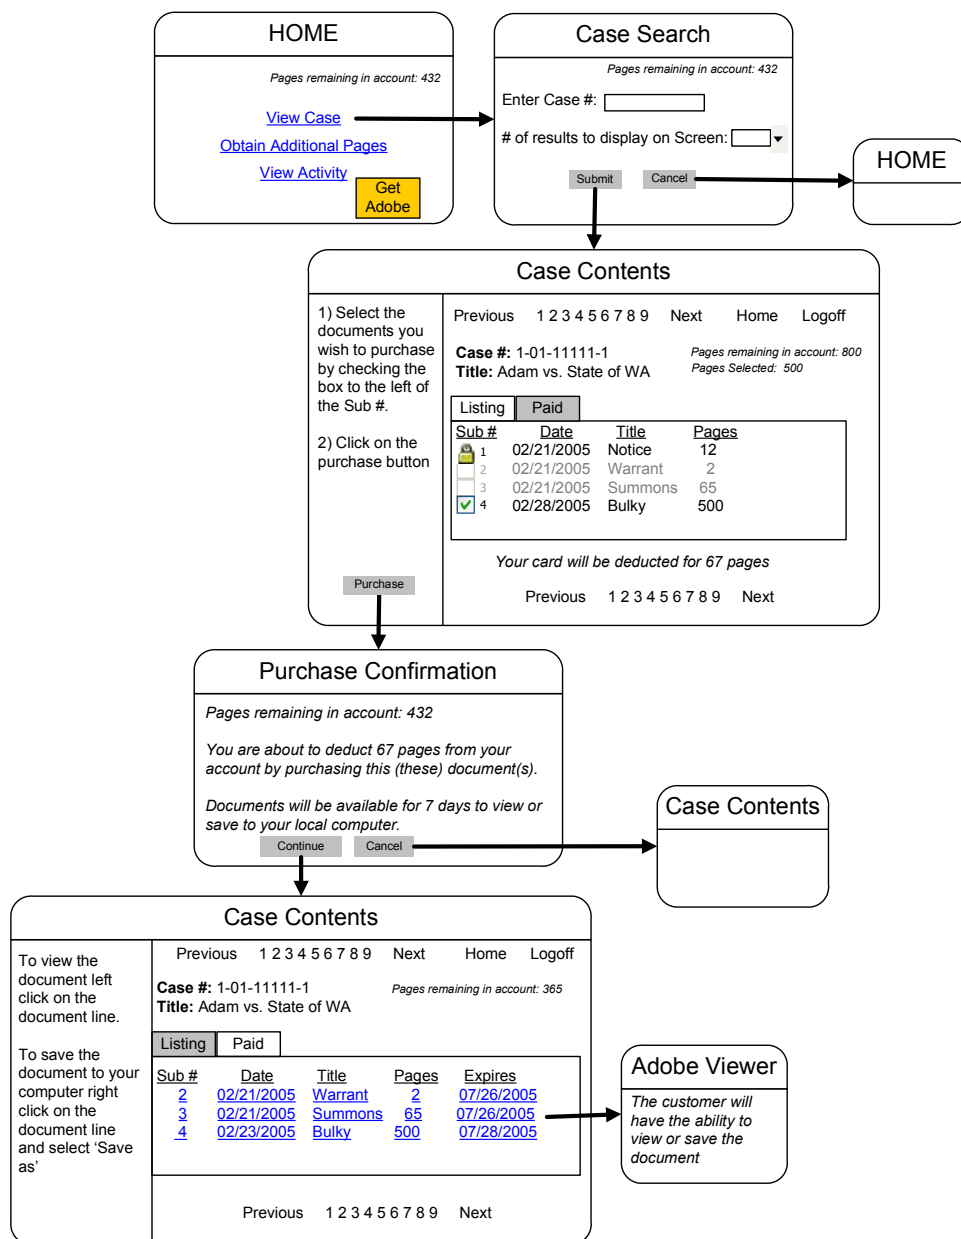 HOME
Pages remaining in account: 432
View Case
Obtain Additional Pages
View Activity
Get
Adobe
Case Search
Pages remaining in account: 432
Enter Case #:
# of results to display on Screen:
Submit
Cancel
HOME
Case Contents
1) Select the
documents you
wish to purchase
by checking the
box to the left of
the Sub #.
2) Click on the
purchase button
Purchase
Previous 1 2 3 4 5 6 7 8 9 Next Home Logoff
Case #: 1-01-11111-1
Title: Adam vs. State of WA
Pages remaining in account: 800
Pages Selected: 500
Listing Paid
Sub # Date Title Pages
1 02/21/2005 Notice 12
2 02/21/2005 Warrant 2
3 02/21/2005 Summons 65
4 02/28/2005 Bulky 500
Your card will be deducted for 67 pages
Previous 1 2 3 4 5 6 7 8 9 Next
Purchase Confirmation
Pages remaining in account: 432
You are about to deduct 67 pages from your
account by purchasing this (these) document(s).
Documents will be available for 7 days to view or
save to your local computer.
Continue
Cancel
Case Contents
Case Contents
To view the
document left
click on the
document line.
To save the
document to your
computer right
click on the
document line
and select ‘Save
as’
Previous 1 2 3 4 5 6 7 8 9 Next Home Logoff
Case #: 1-01-11111-1
Title: Adam vs. State of WA
Pages remaining in account: 365
Listing Paid
Sub # Date Title Pages Expires
2 02/21/2005 Warrant 2 07/26/2005
3 02/21/2005 Summons 65 07/26/2005
4 02/23/2005 Bulky 500 07/28/2005
Previous 1 2 3 4 5 6 7 8 9 Next
Adobe Viewer
The customer will
have the ability to
view or save the
document